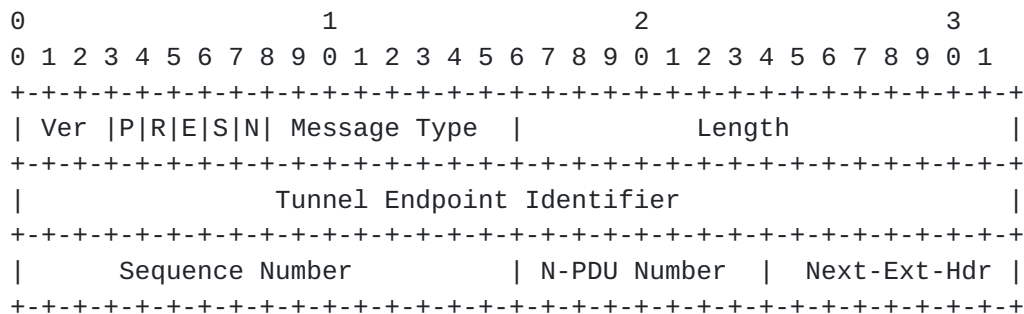 0                   1                   2                   3
0 1 2 3 4 5 6 7 8 9 0 1 2 3 4 5 6 7 8 9 0 1 2 3 4 5 6 7 8 9 0 1
+-+-+-+-+-+-+-+-+-+-+-+-+-+-+-+-+-+-+-+-+-+-+-+-+-+-+-+-+-+-+-+-+
| Ver |P|R|E|S|N| Message Type  |           Length              |
+-+-+-+-+-+-+-+-+-+-+-+-+-+-+-+-+-+-+-+-+-+-+-+-+-+-+-+-+-+-+-+-+
|                Tunnel Endpoint Identifier                     |
+-+-+-+-+-+-+-+-+-+-+-+-+-+-+-+-+-+-+-+-+-+-+-+-+-+-+-+-+-+-+-+-+
|      Sequence Number          | N-PDU Number  |  Next-Ext-Hdr |
+-+-+-+-+-+-+-+-+-+-+-+-+-+-+-+-+-+-+-+-+-+-+-+-+-+-+-+-+-+-+-+-+